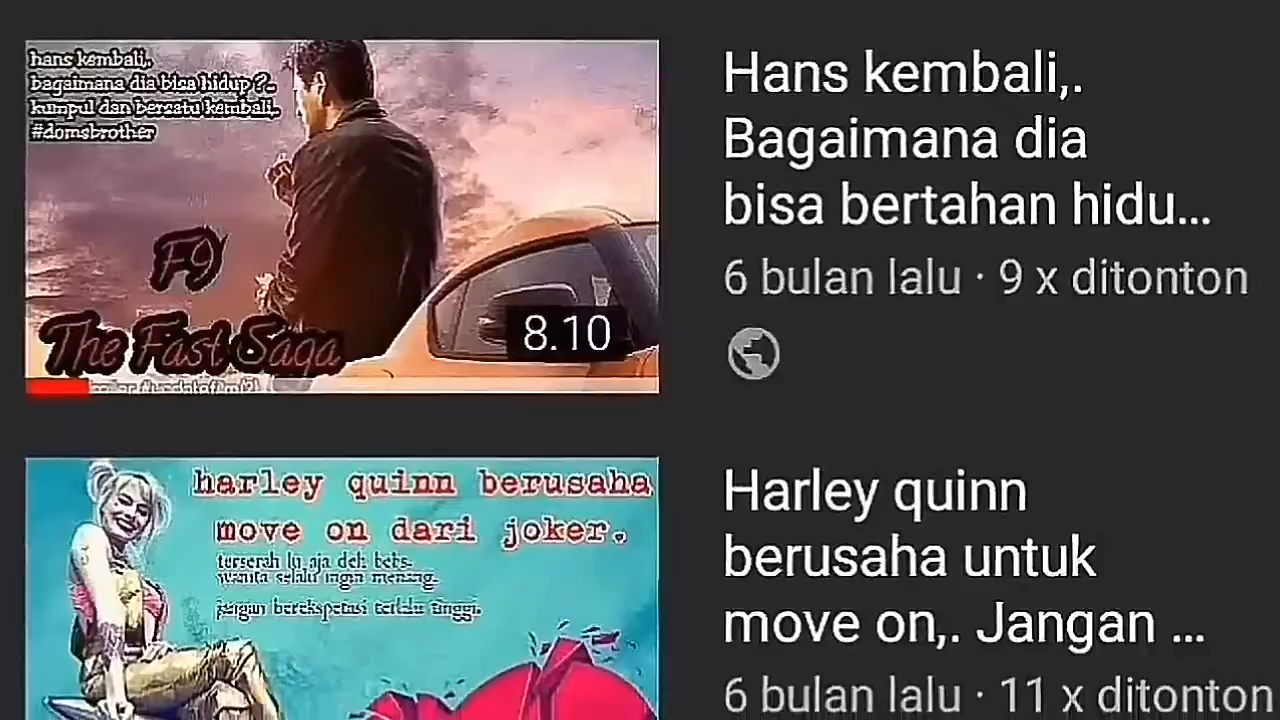 hans kembali,.
bagaimana dia bisa hidup ?..
kumpul dan bersatu kembali,.
#domsbrother
F9
The Fast Saga
8.10
Hans kembali,.
Bagaimana dia
bisa bertahan hidu...
6 bulan lalu · 9 x ditonton
harley quinn berusaha
move on dari joker.
terserah lu aja deh bebs.
wanita selalu ingin menang.
jangan berekspetasi terlalu tinggi.
Harley quinn
berusaha untuk
move on,. Jangan ...
6 bulan lalu · 11 x ditonton